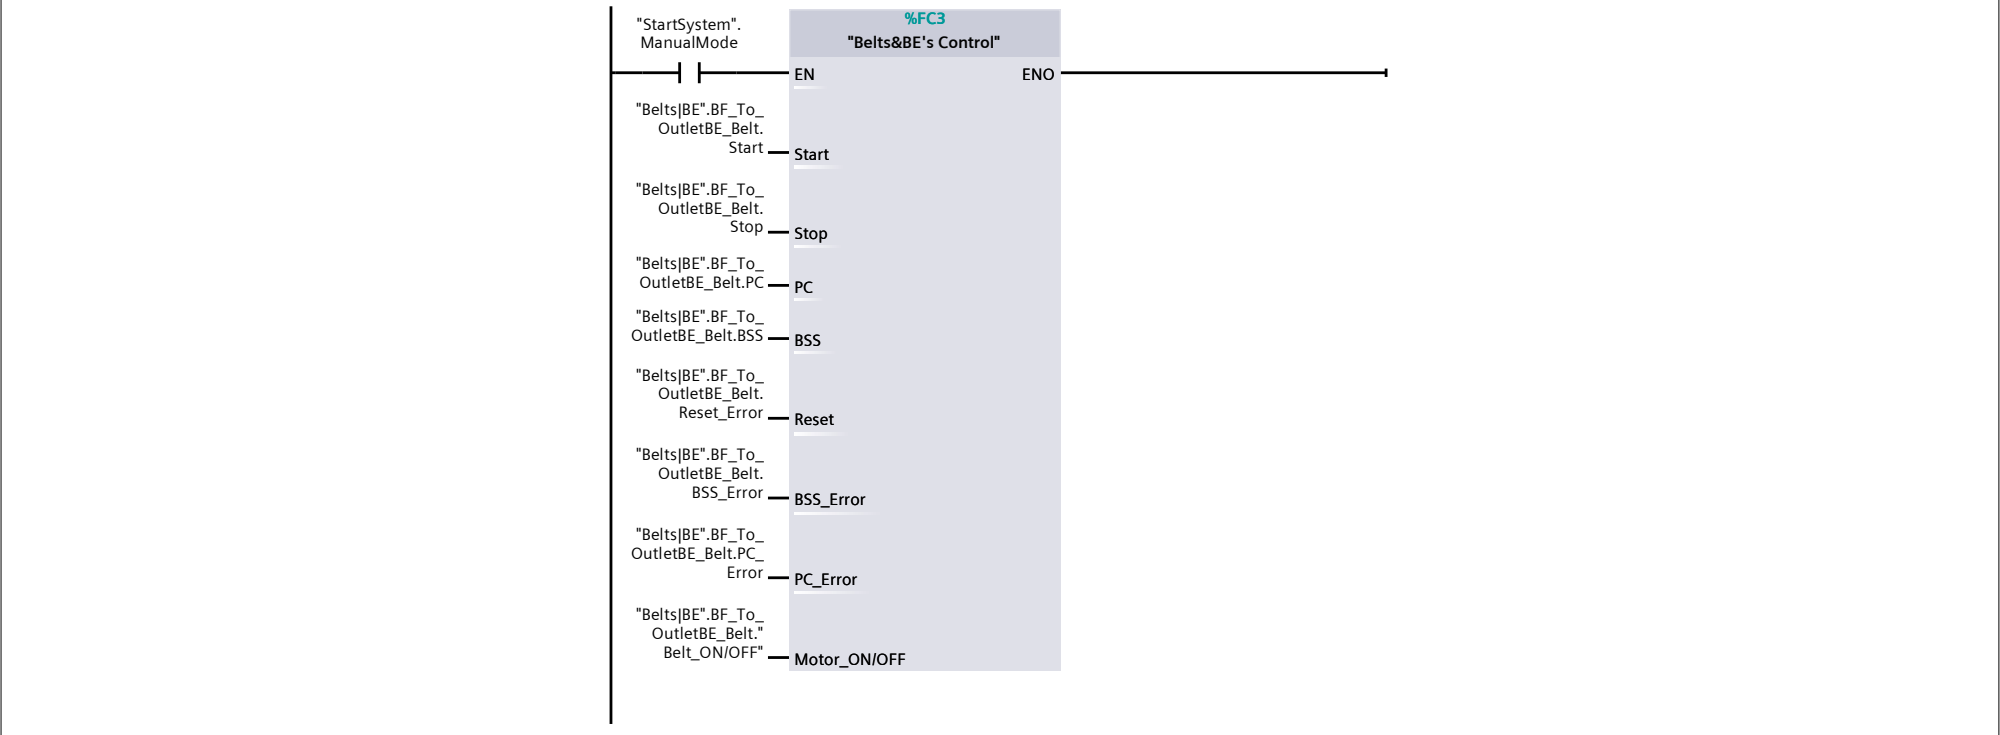 "StartSystem".
ManualMode
%FC3
"Belts&BE's Control"
EN
ENO
"Belts|BE".BF_To_
OutletBE_Belt.
Start
Start
"Belts|BE".BF_To_
OutletBE_Belt.
Stop
Stop
"Belts|BE".BF_To_
OutletBE_Belt.PC
PC
"Belts|BE".BF_To_
OutletBE_Belt.BSS
BSS
"Belts|BE".BF_To_
OutletBE_Belt.
Reset_Error
Reset
"Belts|BE".BF_To_
OutletBE_Belt.
BSS_Error
BSS_Error
"Belts|BE".BF_To_
OutletBE_Belt.PC_
Error
PC_Error
"Belts|BE".BF_To_
OutletBE_Belt."
Belt_ON/OFF"
Motor_ON/OFF